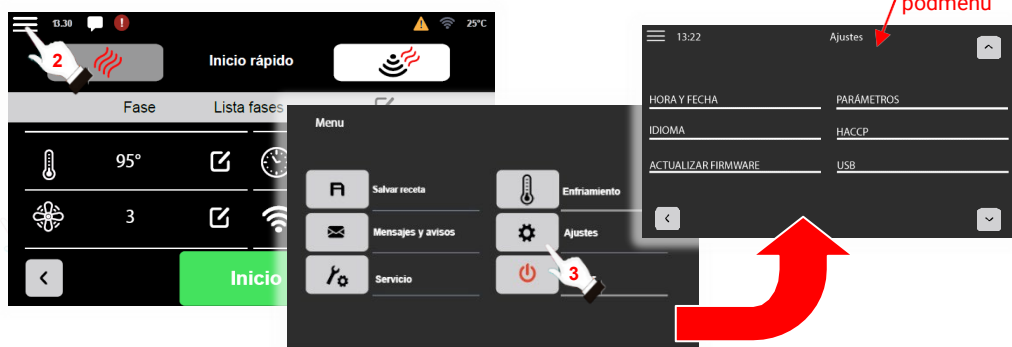 podmenu
13.30
25°C
2
Inicio rápido
Fase
Lista fases
95°
3
Inicio
Menu
Salvar receta
Enfriamiento
Mensajes y avisos
Ajustes
Servicio
3
13:22
Ajustes
HORA Y FECHA
PARÁMETROS
IDIOMA
HACCP
ACTUALIZAR FIRMWARE
USB